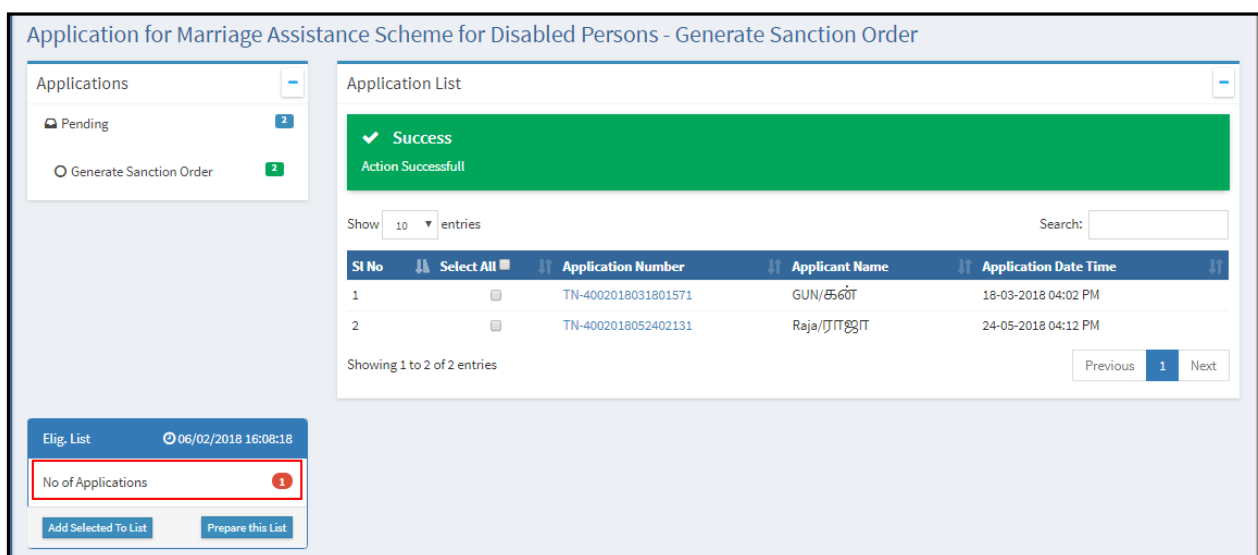 Application for Marriage Assistance Scheme for Disabled Persons - Generate Sanction Order
Applications
Pending 2
Generate Sanction Order 2
Application List
Success
Action Successfull
Show 10 entries Search:
Sl No Select All Application Number Applicant Name Application Date Time
1 TN-4002018031801571 GUN/கன் 18-03-2018 04:02 PM
2 TN-4002018052402131 Raja/ராஜா 24-05-2018 04:12 PM
Showing 1 to 2 of 2 entries Previous 1 Next
Elig. List 06/02/2018 16:08:18
No of Applications 1
Add Selected To List Prepare this List